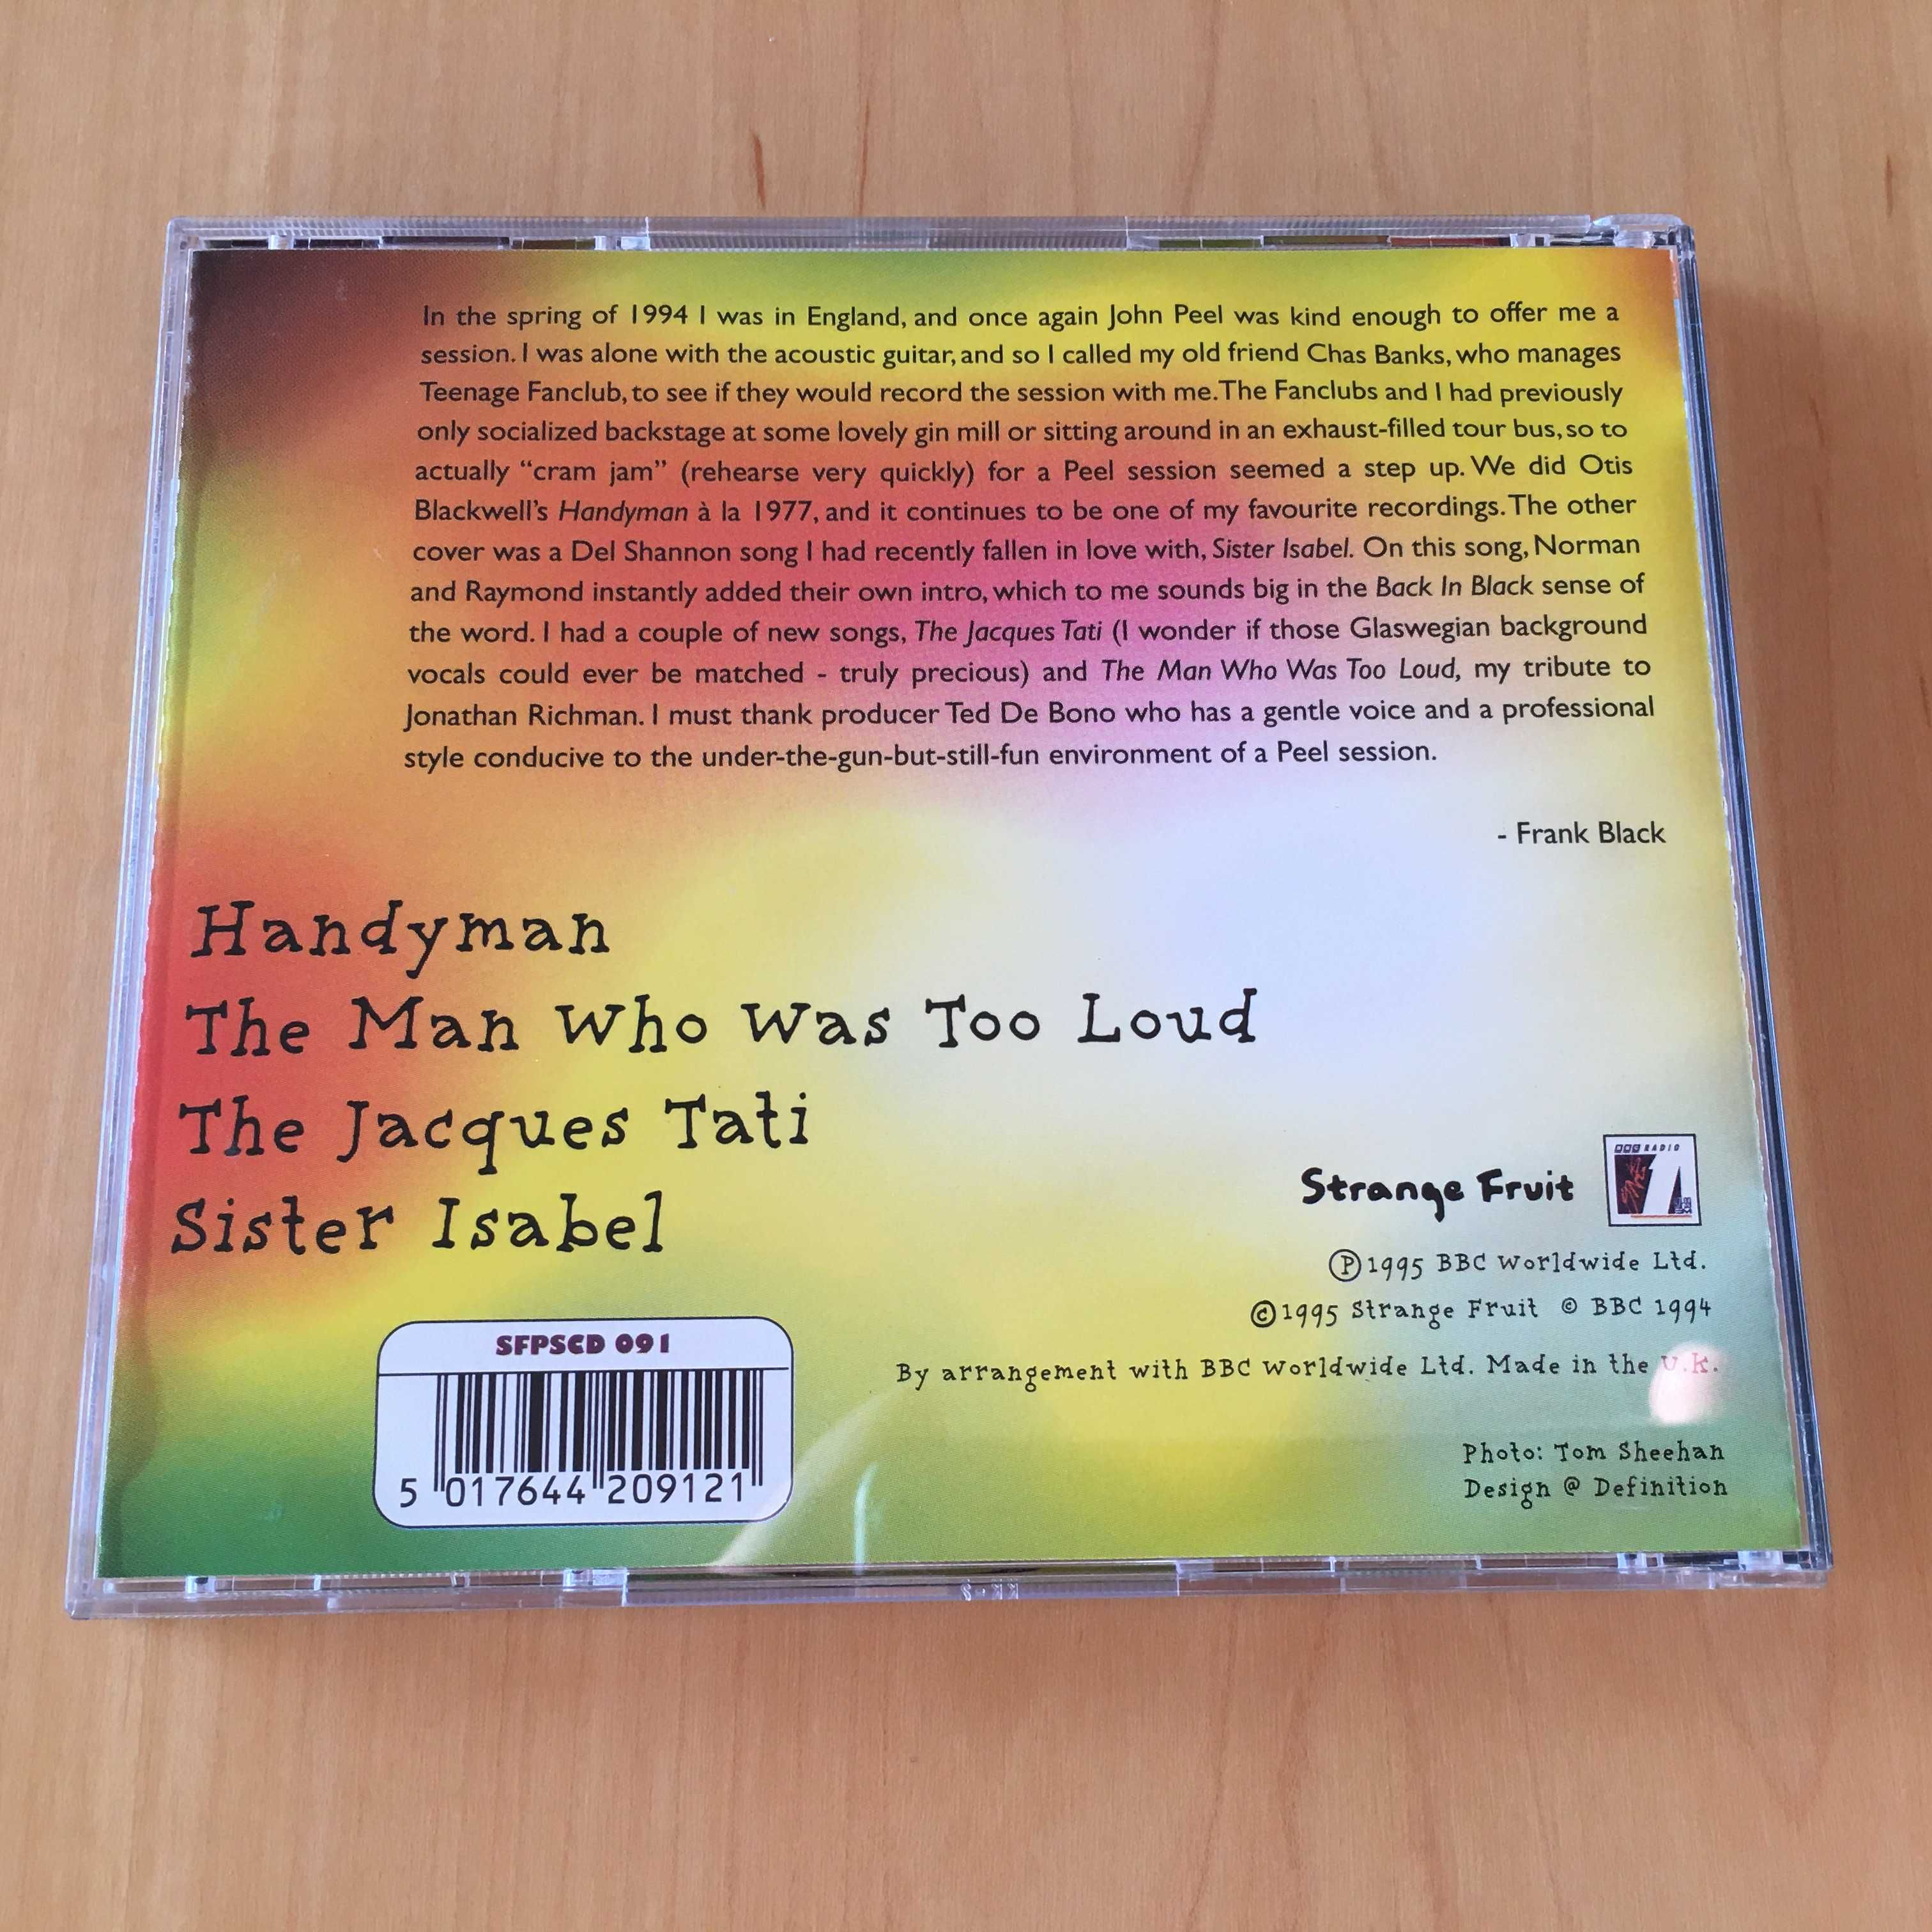 In the spring of 1994 I was in England, and once again John Peel was kind enough to offer me a
session. I was alone with the acoustic guitar, and so I called my old friend Chas Banks, who manages
Teenage Fanclub, to see if they would record the session with me. The Fanclubs and I had previously
only socialized backstage at some lovely gin mill or sitting around in an exhaust-filled tour bus, so to
actually “cram jam” (rehearse very quickly) for a Peel session seemed a step up. We did Otis
Blackwell’s Handyman à la 1977, and it continues to be one of my favourite recordings. The other
cover was a Del Shannon song I had recently fallen in love with, Sister Isabel. On this song, Norman
and Raymond instantly added their own intro, which to me sounds big in the Back In Black sense of
the word. I had a couple of new songs, The Jacques Tati (I wonder if those Glaswegian background
vocals could ever be matched - truly precious) and The Man Who Was Too Loud, my tribute to
Jonathan Richman. I must thank producer Ted De Bono who has a gentle voice and a professional
style conducive to the under-the-gun-but-still-fun environment of a Peel session.
- Frank Black
Handyman
The Man Who Was Too Loud
The Jacques Tati
Sister Isabel
Strange Fruit
BBC RADIO
1
Ⓟ1995 BBC Worldwide Ltd.
©1995 Strange Fruit © BBC 1994
By arrangement with BBC Worldwide Ltd. Made in the U.K.
Photo: Tom Sheehan
Design @ Definition
SFPSCD 091
5 017644 209121